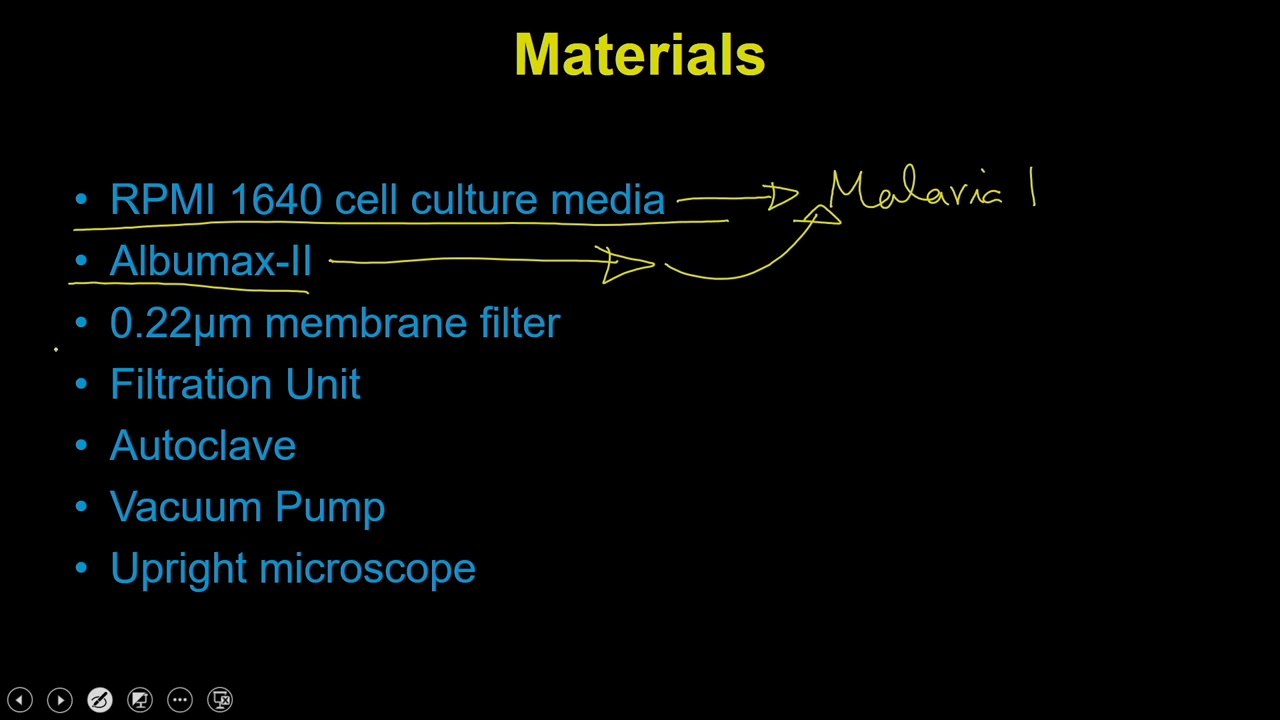 Materials
• RPMI 1640 cell culture media Malaria
• Albumax-II
• 0.22µm membrane filter
• Filtration Unit
• Autoclave
• Vacuum Pump
• Upright microscope